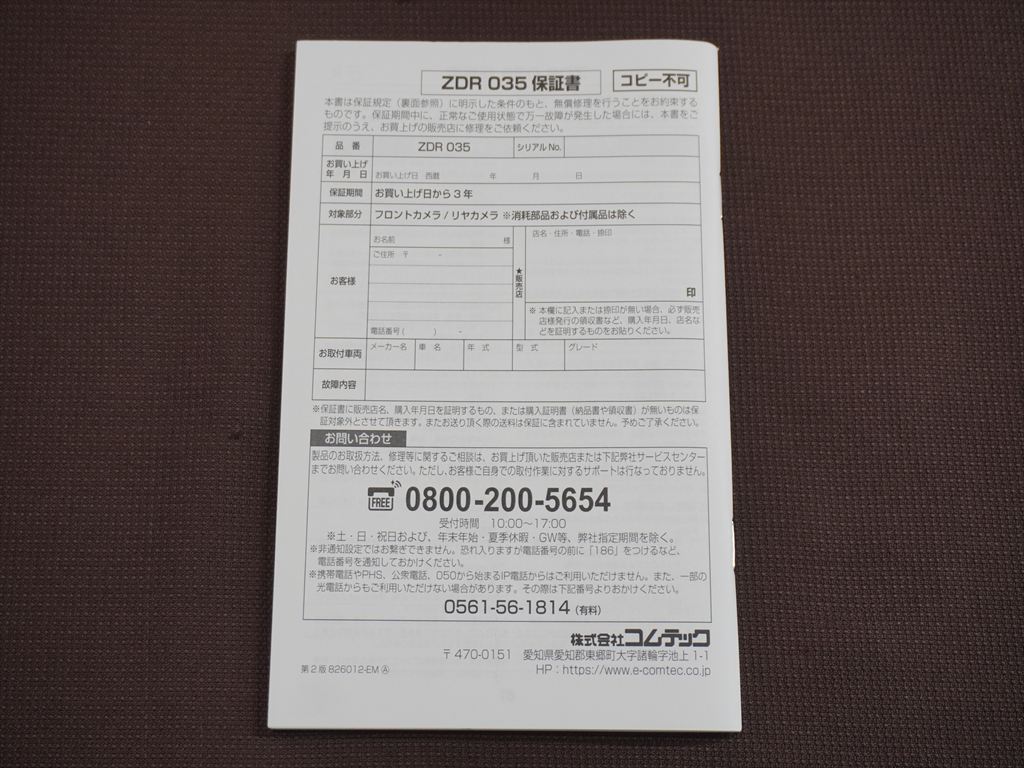 ZDR 035 保証書
コピー不可
本書は保証規定（裏面参照）に明示した条件のもと、無償修理を行うことをお約束する
ものです。保証期間中に、正常なご使用状態で万一故障が発生した場合には、本書をご
提示のうえ、お買上げの販売店に修理をご依頼ください。
品 番 ZDR 035 シリアルNo.
お買い上げ
年 月 日 お買い上げ日 西暦 年 月 日
保証期間 お買い上げ日から3年
対象部分 フロントカメラ / リヤカメラ ※消耗部品および付属品は除く
お客様
お名前 様
ご住所 〒 -
電話番号 ( ) -
★販売店
店名・住所・電話・捺印
印
※本欄に記入または捺印が無い場合、必ず販売
店様発行の領収書など、購入年月日、店名な
どを証明するものをお貼りください。
お取付車両 メーカー名 車 名 年 式 型 式 グレード
故障内容
※保証書に販売店名、購入年月日を証明するもの、または購入証明書（納品書や領収書）が無いものは保
証対象外とさせて頂きます。またお送り頂く際の送料は保証に含まれていません。予めご了承ください。
お問い合わせ
製品のお取扱方法、修理等に関するご相談は、お買上げ頂いた販売店または下記弊社サービスセンター
までお問い合わせください。ただし、お客様ご自身での取付作業に対するサポートは行なっておりません。
FREE 0800-200-5654
受付時間 10:00〜17:00
※土・日・祝日および、年末年始・夏季休暇・GW等、弊社指定期間を除く。
※非通知設定ではお繋ぎできません。恐れ入りますが電話番号の前に「186」をつけるなど、
電話番号を通知しておかけください。
※携帯電話やPHS、公衆電話、050から始まるIP電話からはご利用いただけません。また、一部の
光電話からもご利用いただけない場合があります。その際は下記番号よりおかけください。
0561-56-1814 (有料)
株式会社コムテック
〒470-0151 愛知県愛知郡東郷町大字諸輪字池上 1-1
第2版 826012-EM Ⓐ HP：https://www.e-comtec.co.jp